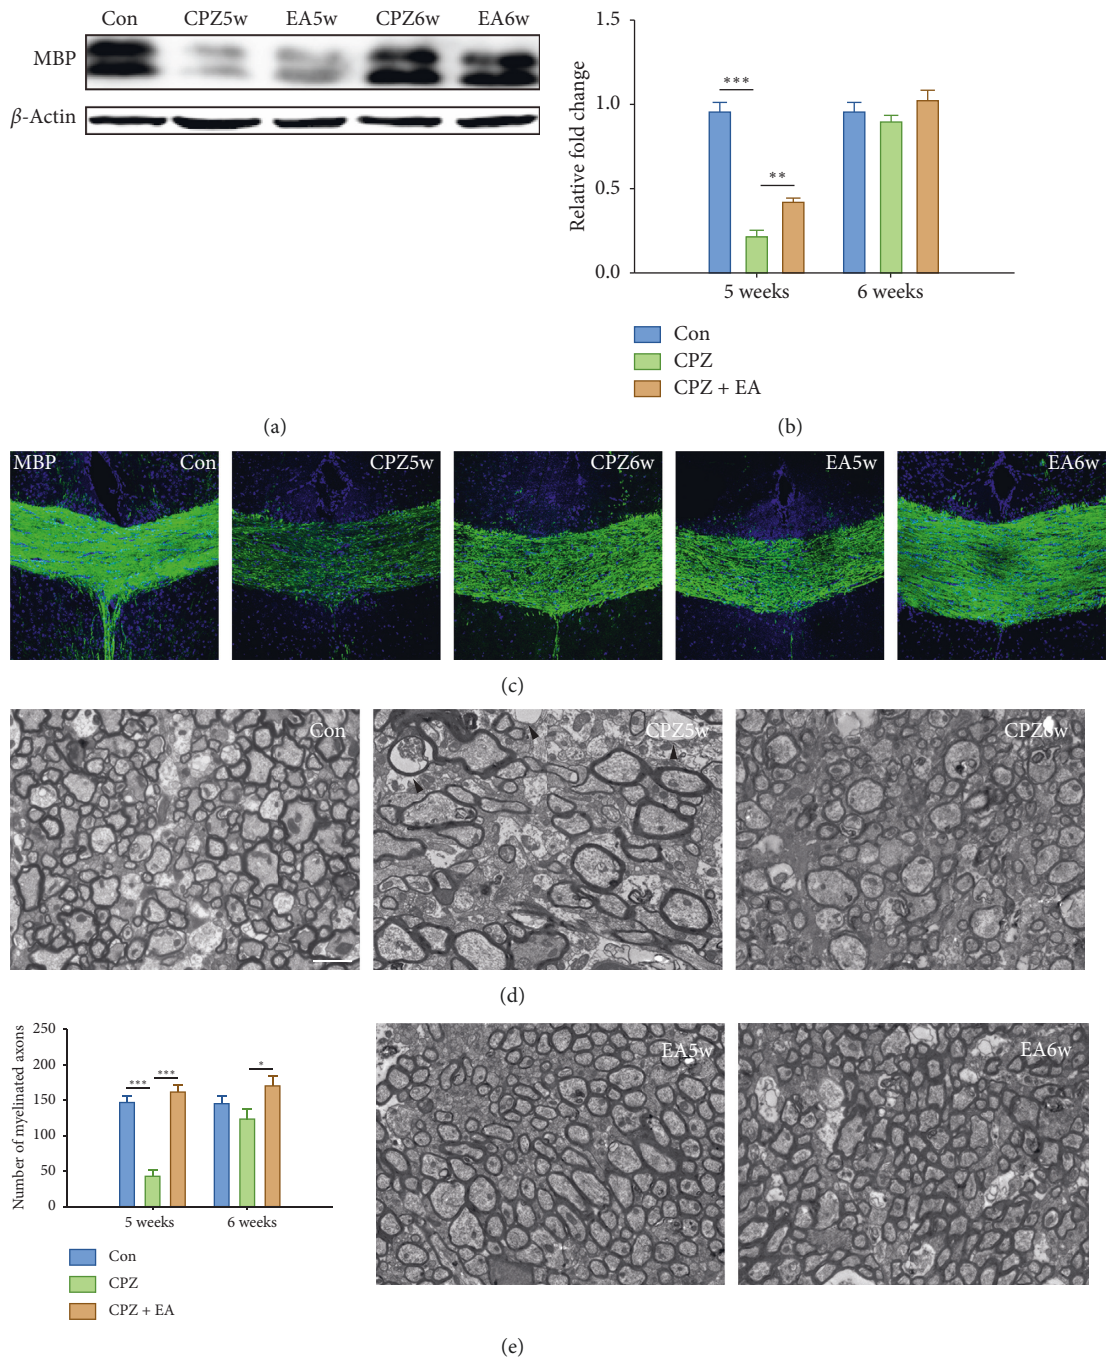 Con CPZ5w EA5w CPZ6w EA6w
MBP
β-Actin
(a)
Relative fold change
1.5
1.0
0.5
0.0
***
**
5 weeks 6 weeks
Con
CPZ
CPZ + EA
(b)
MBP Con CPZ5w CPZ6w EA5w EA6w
(c)
Con CPZ5w CPZ6w
(d)
Number of myelinated axons
250
200
150
100
50
0
*** *** *
5 weeks 6 weeks
Con
CPZ
CPZ + EA
EA5w EA6w
(e)